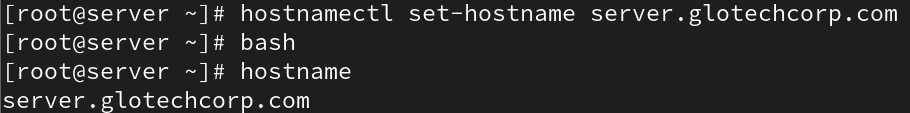 [root@server ~]# hostnamectl set-hostname server.glotechcorp.com
[root@server ~]# bash
[root@server ~]# hostname
server.glotechcorp.com